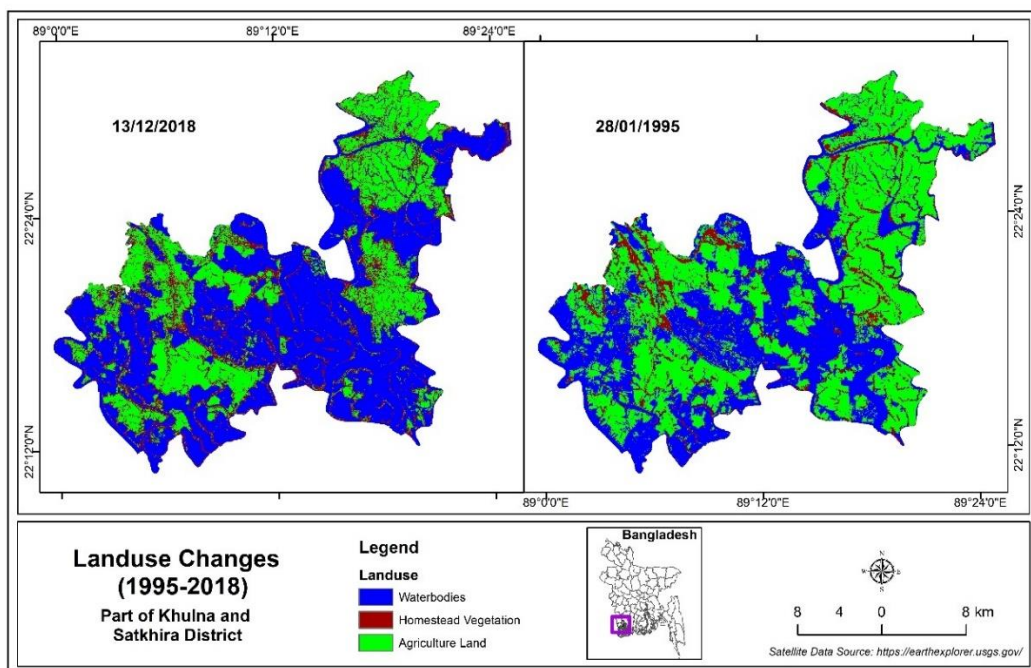 89°0'0"E
89°12'0"E
89°24'0"E
13/12/2018
28/01/1995
22°24'0"N
22°24'0"N
22°12'0"N
22°12'0"N
89°0'0"E
89°12'0"E
89°24'0"E
Landuse Changes
(1995-2018)
Part of Khulna and
Satkhira District
Legend
Landuse
Waterbodies
Homestead Vegetation
Agriculture Land
Bangladesh
N
W
E
S
8 4 0 8 km
Satellite Data Source: https://earthexplorer.usgs.gov/